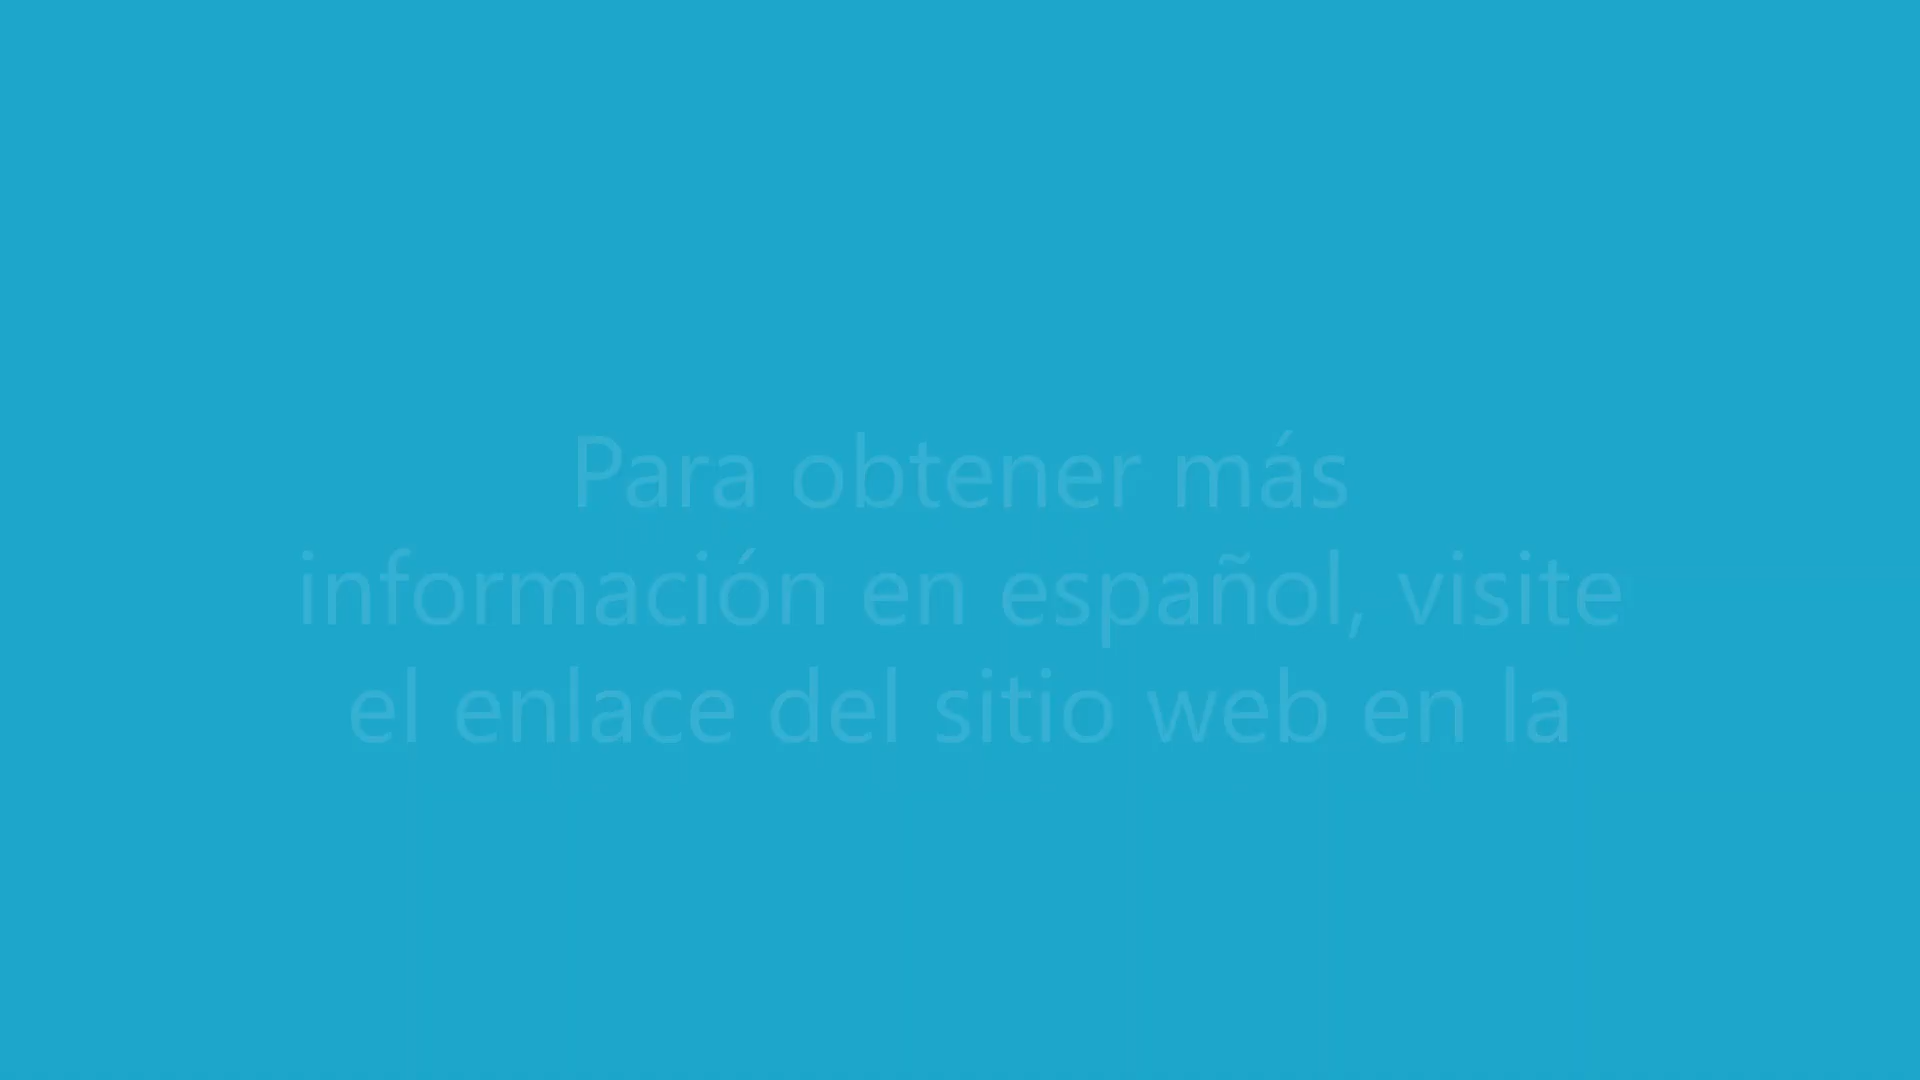 Para obtener más
información en español, visite
el enlace del sitio web en la